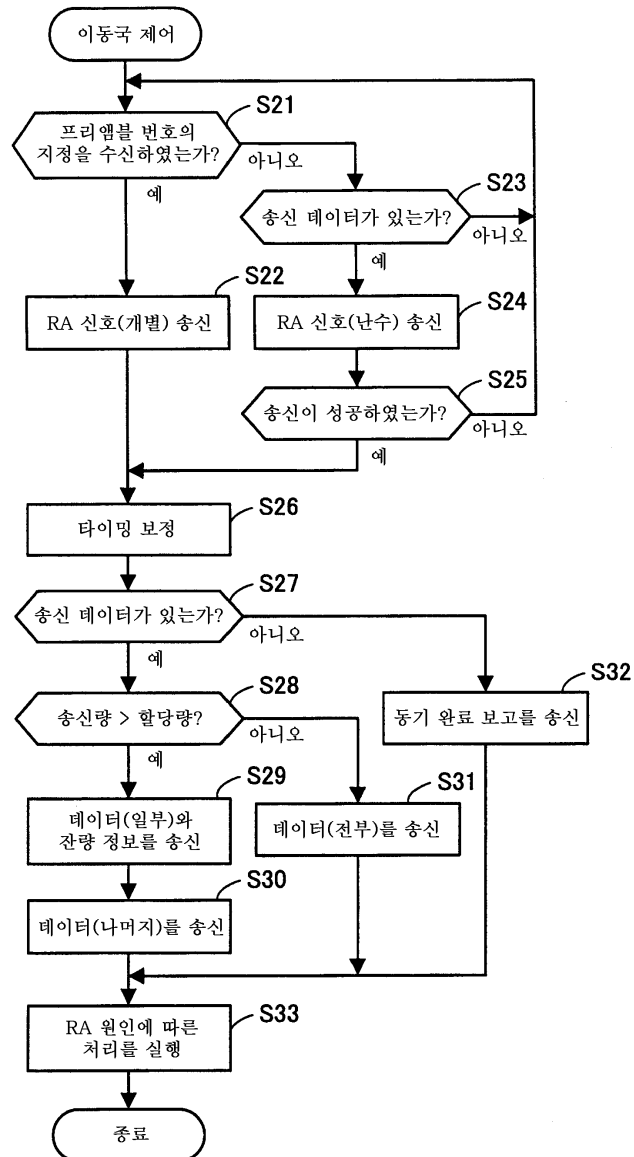 이동국 제어
S21
프리앰블 번호의
지정을 수신하였는가?
아니오
예
S23
송신 데이터가 있는가?
아니오
예
S22
RA 신호(개별) 송신
S24
RA 신호(난수) 송신
S25
송신이 성공하였는가?
아니오
예
S26
타이밍 보정
S27
송신 데이터가 있는가?
아니오
예
S28
송신량 > 할당량?
아니오
예
S32
동기 완료 보고를 송신
S29
데이터(일부)와
잔량 정보를 송신
S31
데이터(전부)를 송신
S30
데이터(나머지)를 송신
S33
RA 원인에 따른
처리를 실행
종료